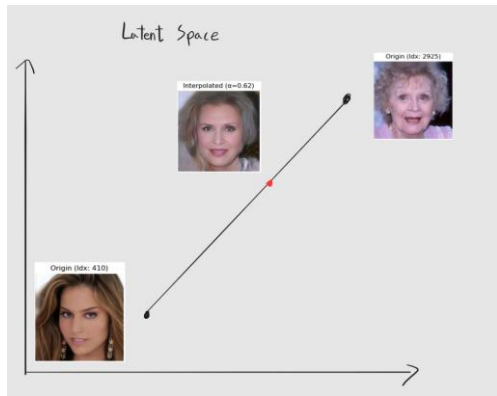 Latent Space
Origin (Idx: 2925)
Interpolated (α=0.62)
Origin (Idx: 410)